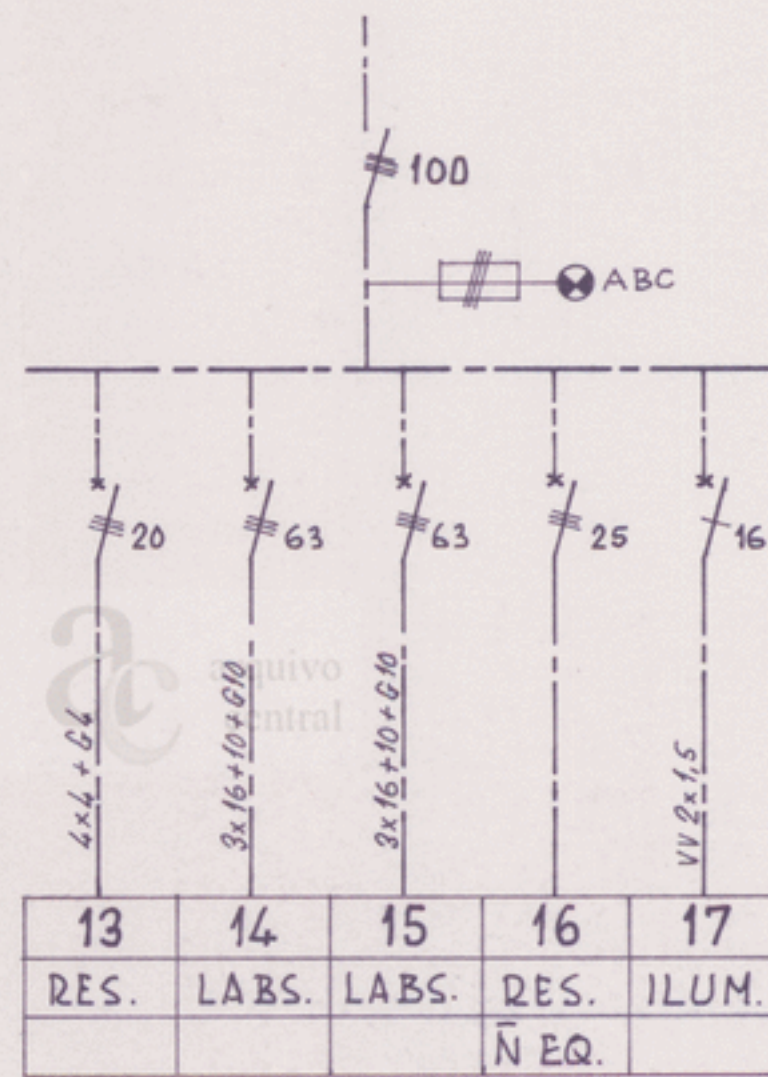 100
ABC
20
63
63
25
16
4x4 + G4
3x16+10+G10
3x16+10+G10
VV 2x1,5
ac arquivo
central
13 14 15 16 17
RES. LABS. LABS. RES. ILUM.
N̄ EQ.